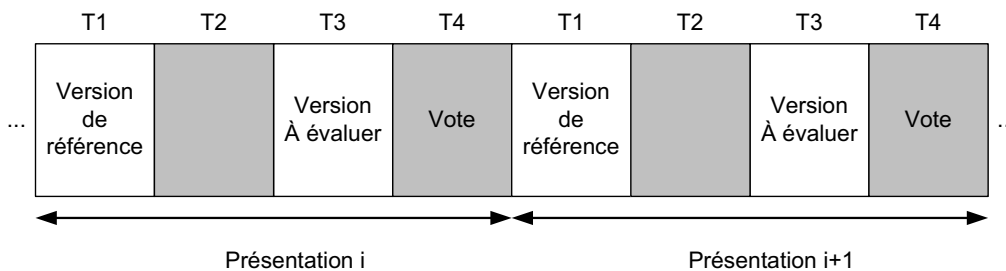 T1 T2 T3 T4 T1 T2 T3 T4
...
Version
de
référence
Version
À évaluer
Vote
Version
de
référence
Version
À évaluer
Vote
...
Présentation i
Présentation i+1